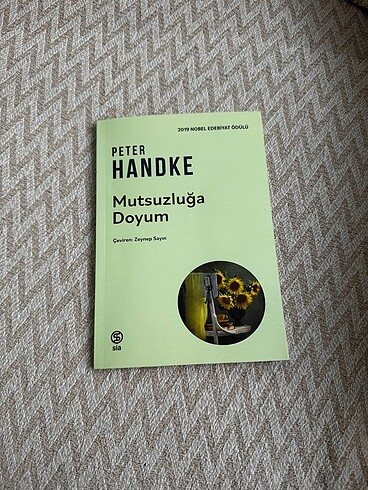 2019 NOBEL EDEBİYAT ÖDÜLÜ
PETER
HANDKE
Mutsuzluğa
Doyum
Çeviren: Zeynep Sayın
sia